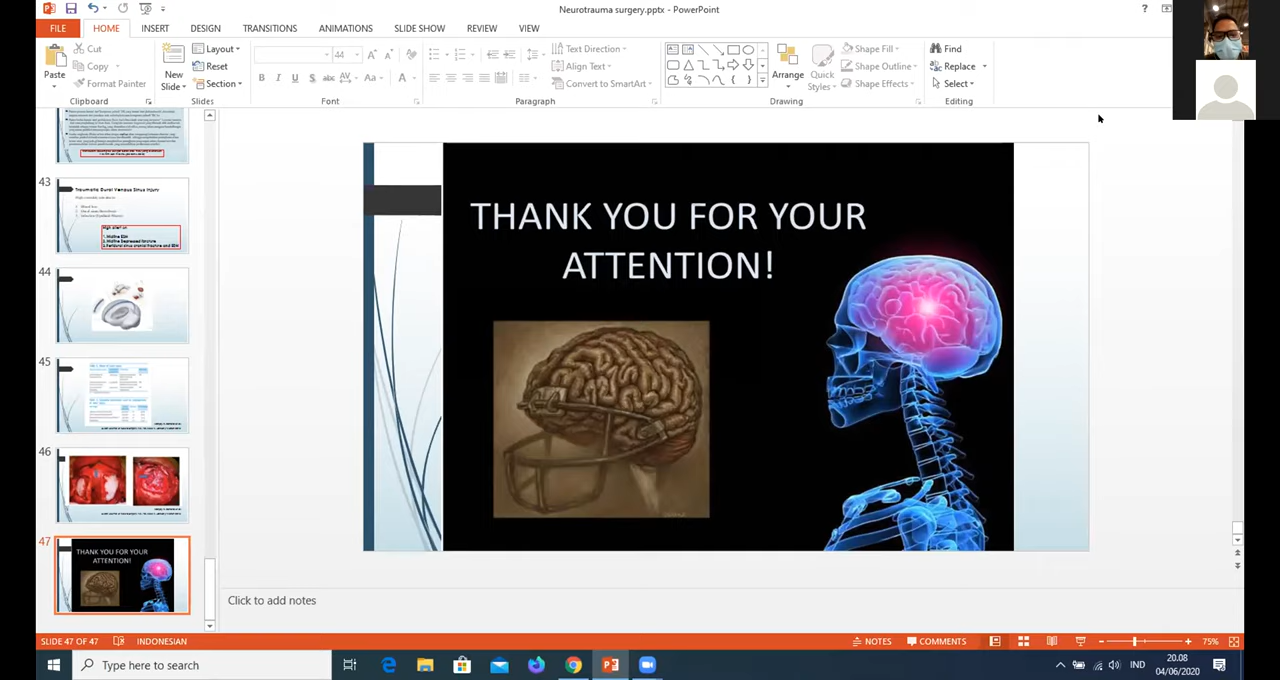 Neurotrauma surgery.pptx - PowerPoint
?
FILE HOME INSERT DESIGN TRANSITIONS ANIMATIONS SLIDE SHOW REVIEW VIEW
Paste
Cut
Copy
Format Painter
Clipboard
New
Slide
Layout
Reset
Section
Slides
44
B I U S abc AV Aa A
Font
Text Direction
Align Text
Convert to SmartArt
Paragraph
Arrange
Quick
Styles
Shape Fill
Shape Outline
Shape Effects
Drawing
Find
Replace
Select
Editing
43
Traumatic Dural Venous Sinus Injury
44
45
46
47
THANK YOU FOR YOUR
ATTENTION!
THANK YOU FOR YOUR
ATTENTION!
Click to add notes
SLIDE 47 OF 47 INDONESIAN NOTES COMMENTS 75%
Type here to search
IND
20.08
04/06/2020